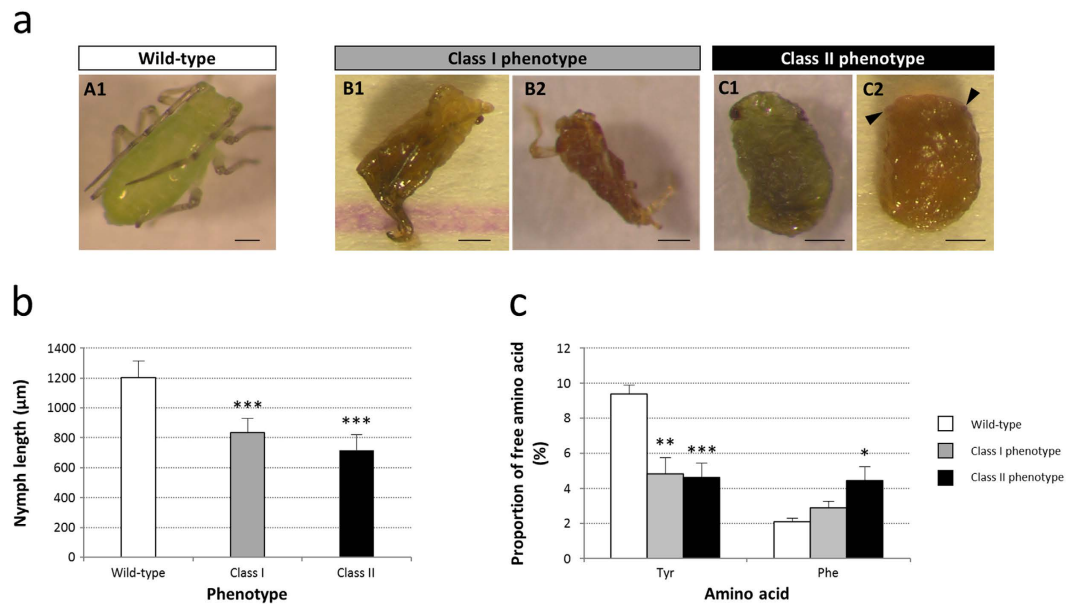 a
Wild-type
Class I phenotype
Class II phenotype
A1
B1
B2
C1
C2
b
Nymph length (µm)
1400
1200
1000
800
600
400
200
0
***
***
Wild-type
Class I
Class II
Phenotype
c
Proportion of free amino acid
(%)
12
10
8
6
4
2
0
**
***
*
Tyr
Phe
Amino acid
Wild-type
Class I phenotype
Class II phenotype